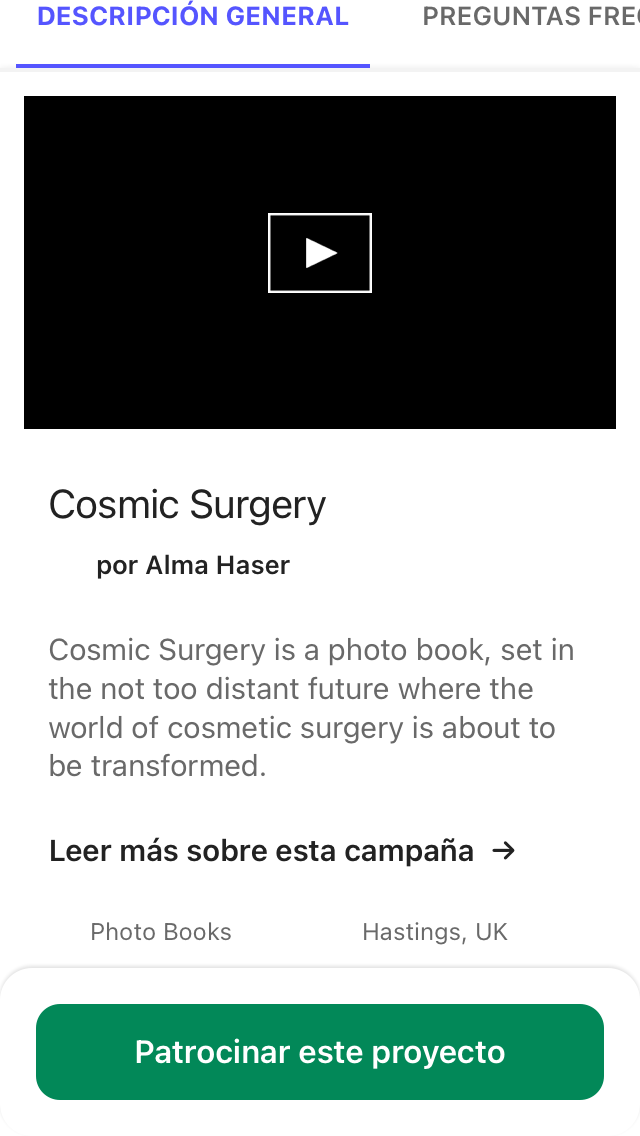 DESCRIPCIÓN GENERAL
PREGUNTAS
Cosmic Surgery
por Alma Haser
Cosmic Surgery is a photo book, set in
the not too distant future where the
world of cosmetic surgery is about to
be transformed.
Leer más sobre esta campaña →
Photo Books
Hastings, UK
Patrocinar este proyecto